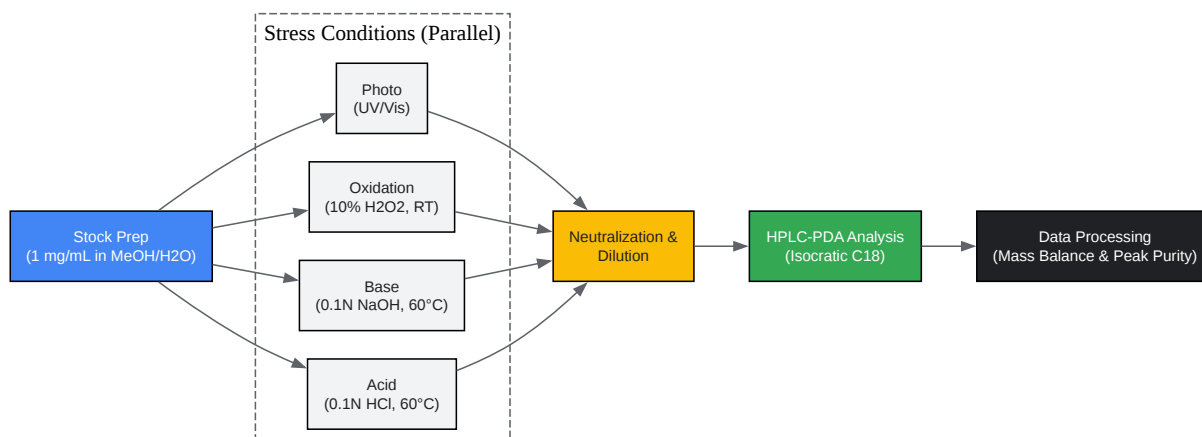 Stress Conditions (Parallel)
Photo
(UV/Vis)
Oxidation
(10% H2O2, RT)
Stock Prep
(1 mg/mL in MeOH/H2O)
Base
(0.1N NaOH, 60°C)
Acid
(0.1N HCl, 60°C)
Neutralization &
Dilution
HPLC-PDA Analysis
(Isocratic C18)
Data Processing
(Mass Balance & Peak Purity)